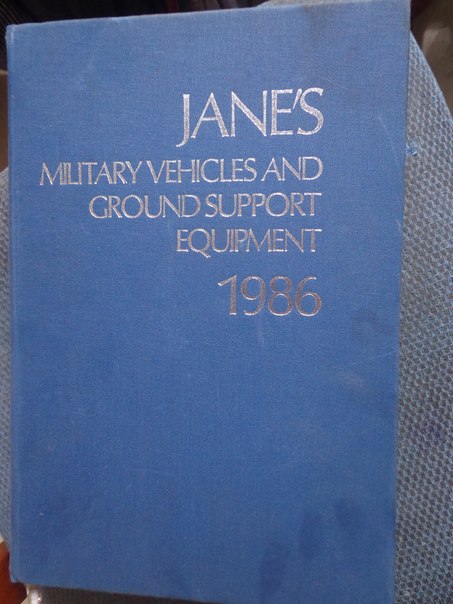 JANE'S
MILITARY VEHICLES AND
GROUND SUPPORT
EQUIPMENT
1986